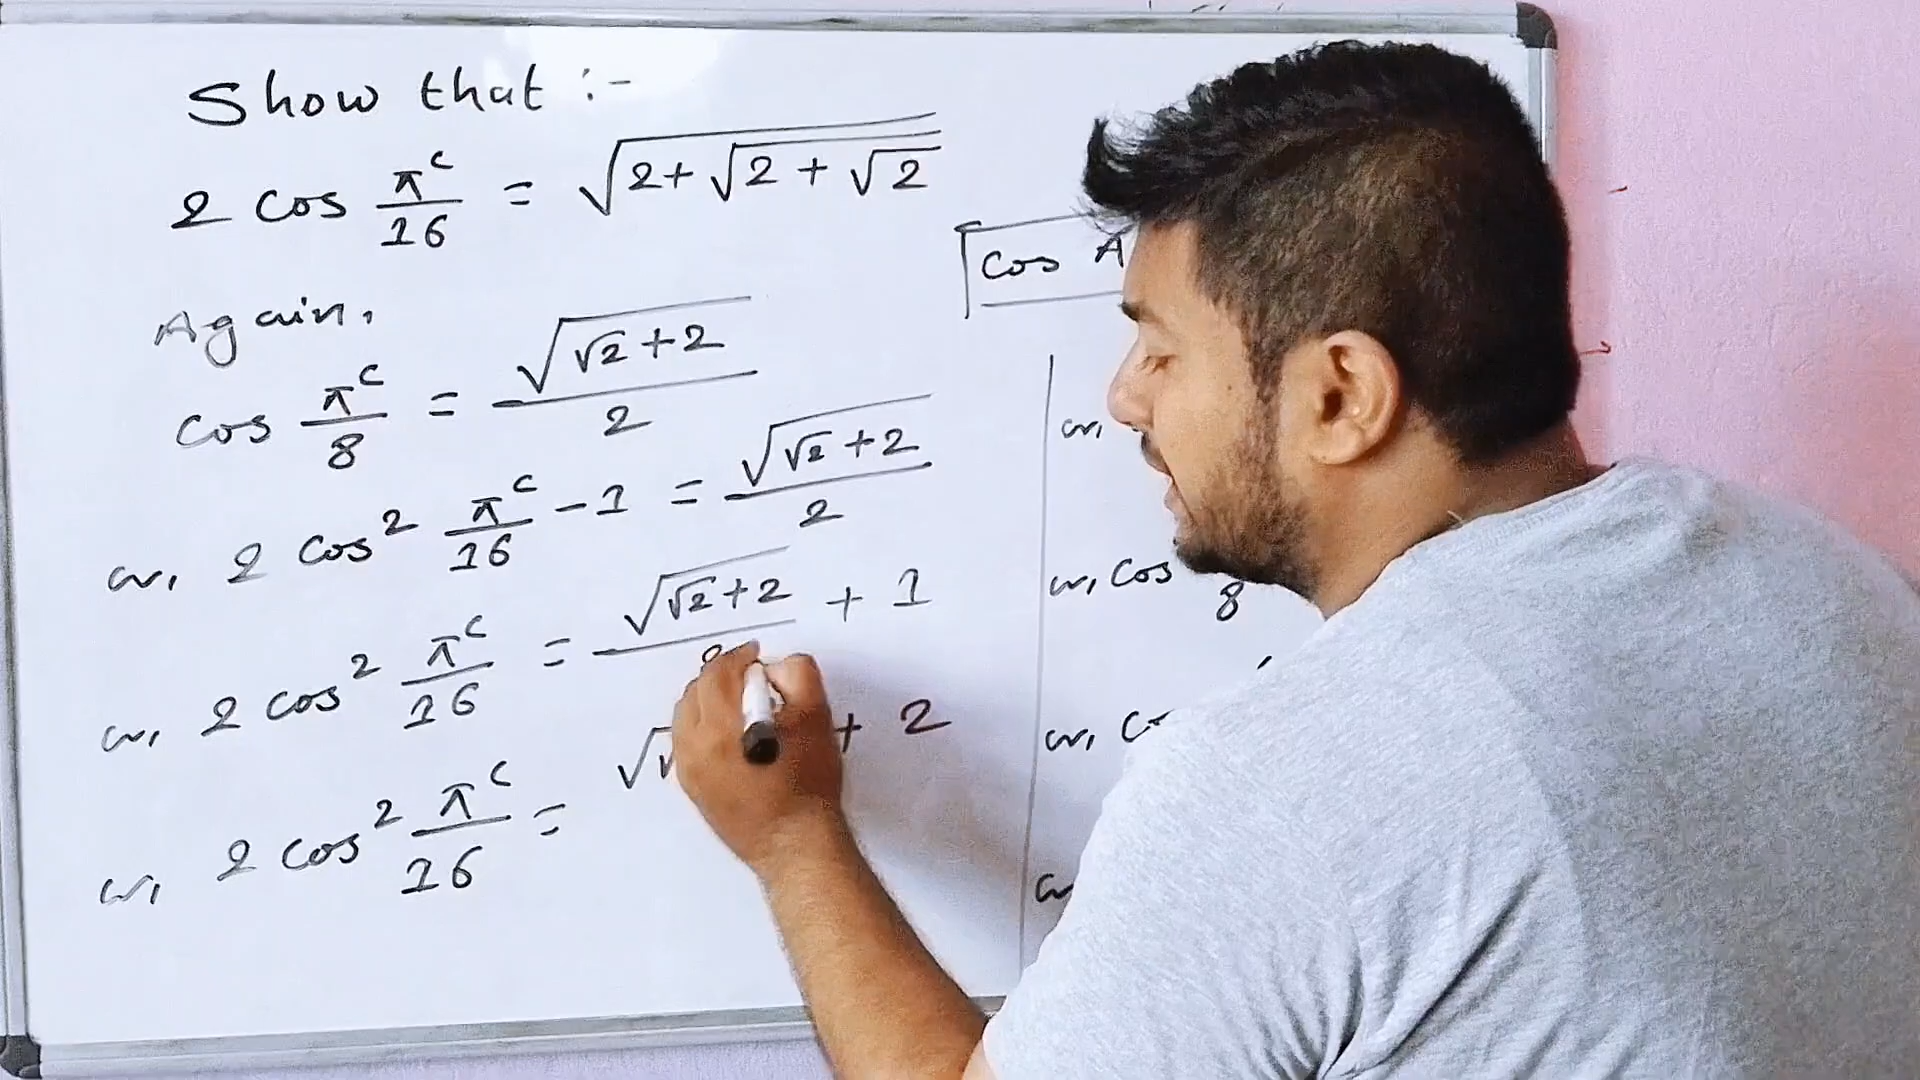 Show that :-
2 cos π^c/16 = √(2+√(2+√2))
Again,
cos π^c/8 = √(√2+2)/2
or, 2 cos² π^c/16 - 1 = √(√2+2)/2
or, 2 cos² π^c/16 = √(√2+2)/2 + 1
or, 2 cos² π^c/16 = + 2
cos A
or,
or, cos 8
or,